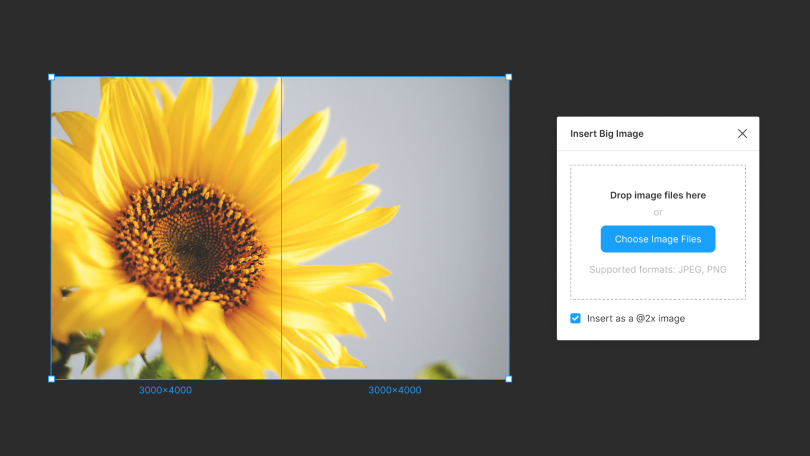 Insert Big Image
Drop image files here
or
Choose Image Files
Supported formats: JPEG, PNG
Insert as a @2x image
3000×4000
3000×4000